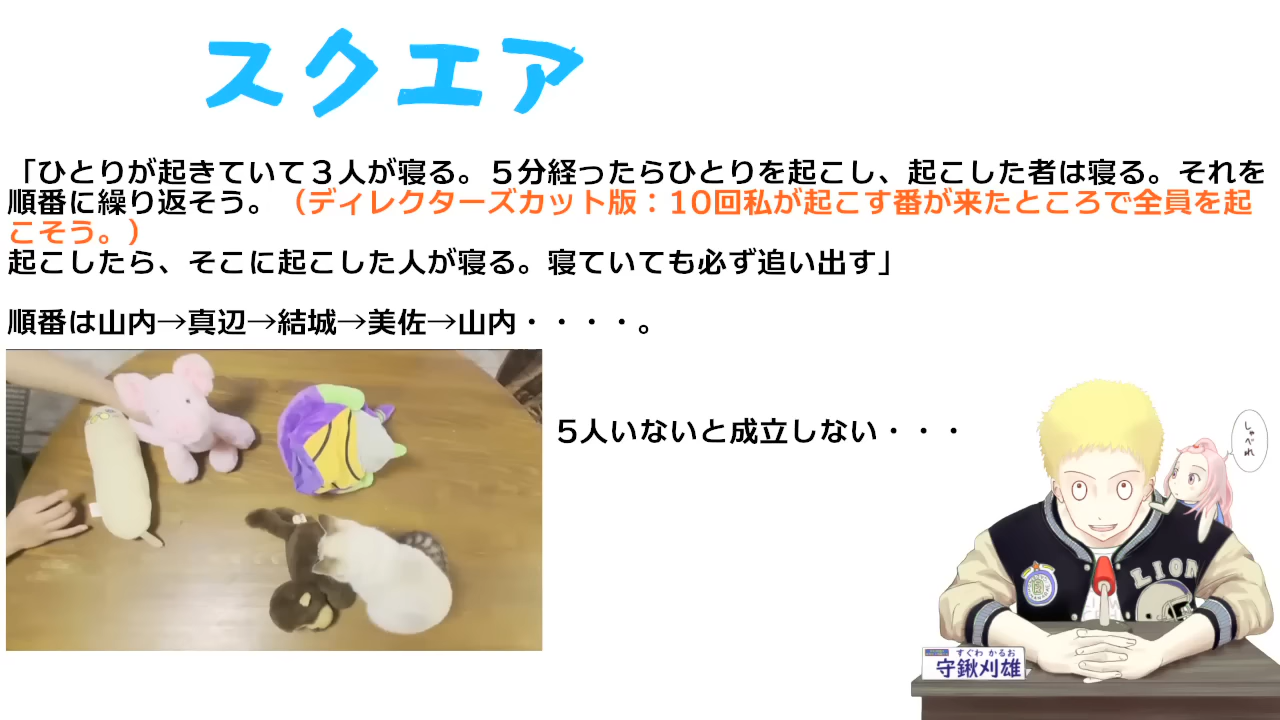 スクエア
「ひとりが起きていて３人が寝る。５分経ったらひとりを起こし、起こした者は寝る。それを
順番に繰り返そう。（ディレクターズカット版：10回私が起こす番が来たところで全員を起
こそう。）
起こしたら、そこに起こした人が寝る。寝ていても必ず追い出す」
順番は山内→真辺→結城→美佐→山内・・・・。
5人いないと成立しない・・・
しゃべれ
LION
すぐわ かるお
守鍬刈雄